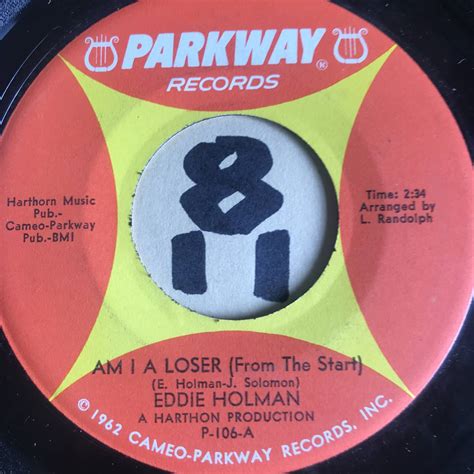 PARKWAY
®
RECORDS
8
11
Harthorn Music
Pub.-
Cameo-Parkway
Pub.-BMI
Time: 2:34
Arranged by
L. Randolph
AM I A LOSER (From The Start)
(E. Holman-J. Solomon)
EDDIE HOLMAN
A HARTHON PRODUCTION
P-106-A
© 1962 CAMEO-PARKWAY RECORDS, INC.